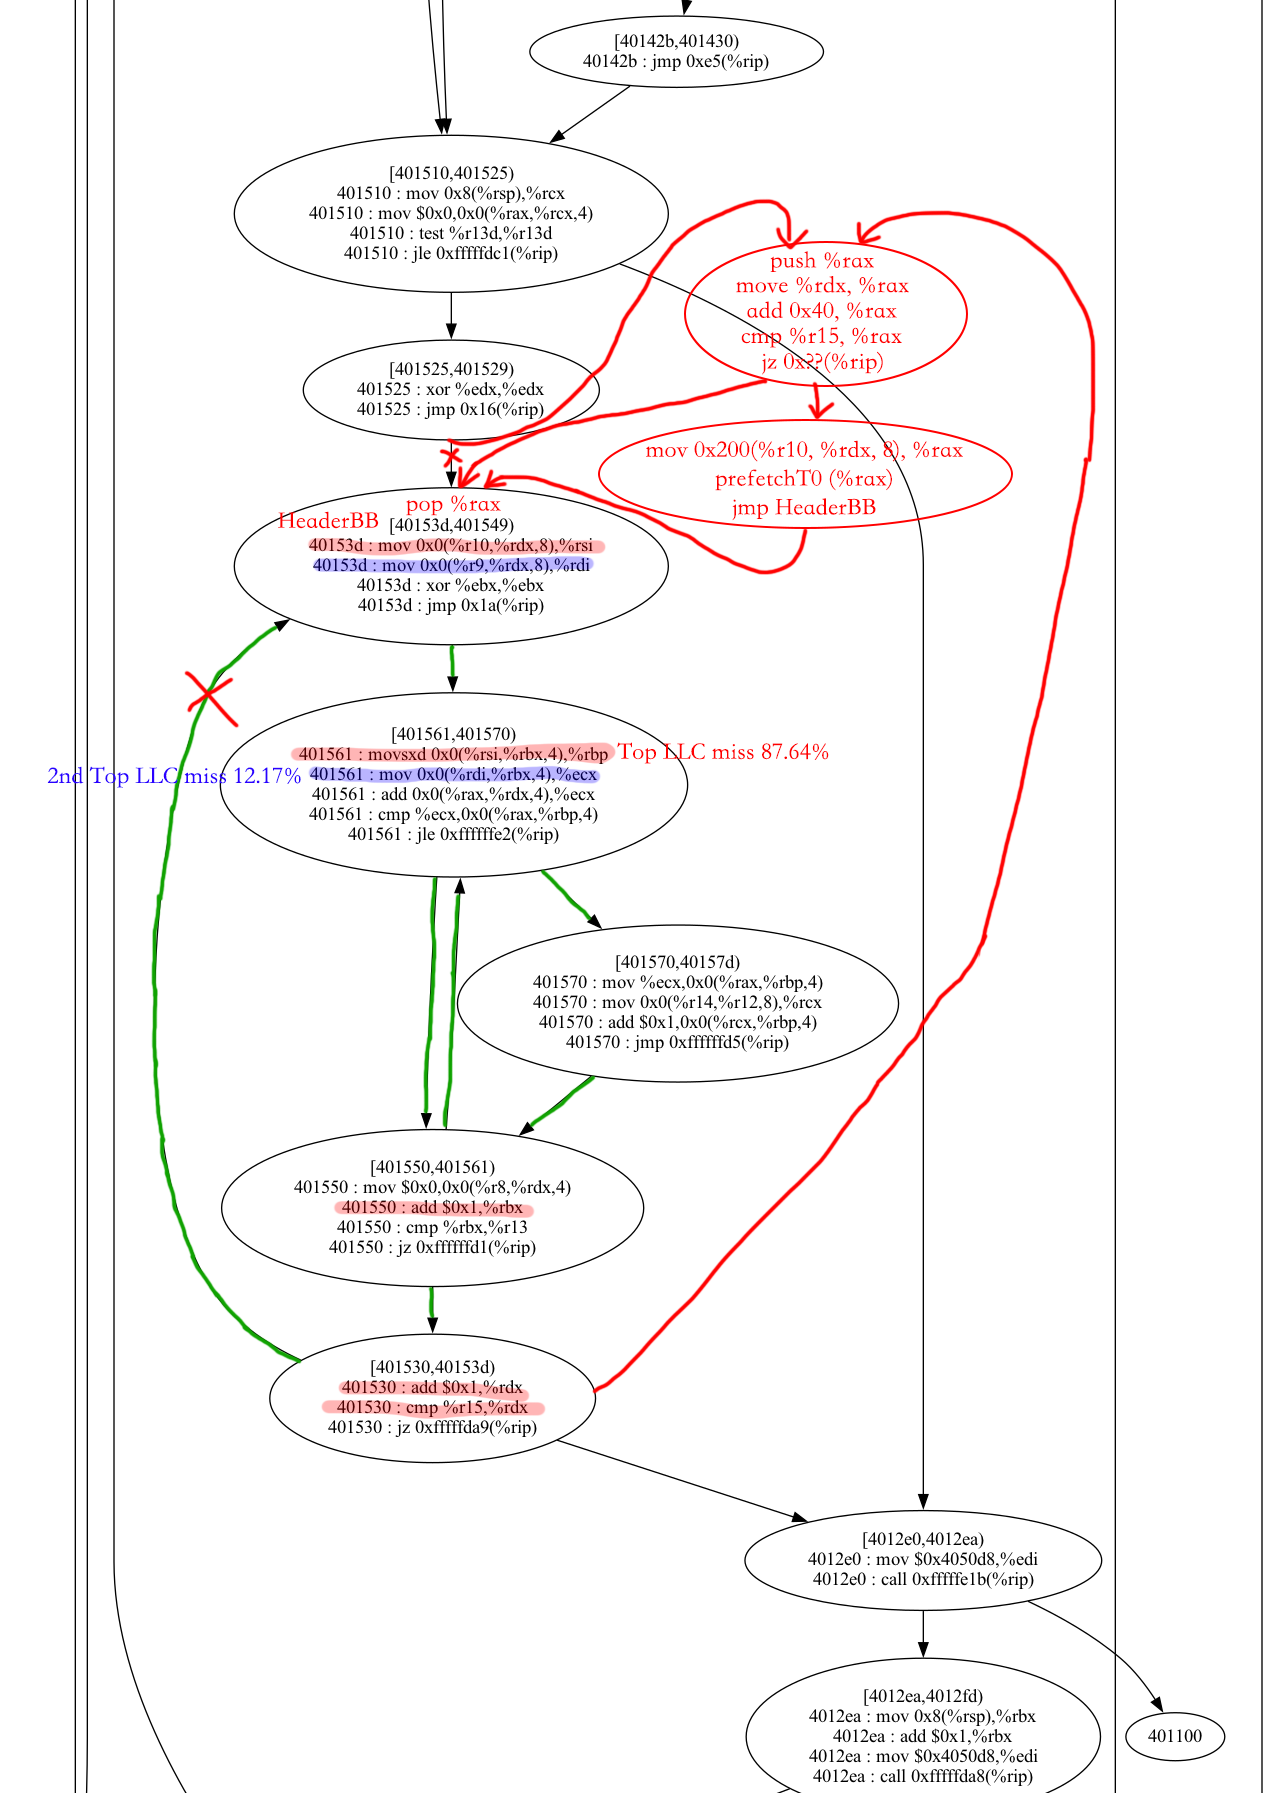 [40142b,401430)
40142b : jmp 0xe5(%rip)
[401510,401525)
401510 : mov 0x8(%rsp),%rcx
401510 : mov $0x0,0x0(%rax,%rcx,4)
401510 : test %r13d,%r13d
401510 : jle 0xfffffdc1(%rip)
push %rax
move %rdx, %rax
add 0x40, %rax
cmp %r15, %rax
jz 0x??(%rip)
[401525,401529)
401525 : xor %edx,%edx
401525 : jmp 0x16(%rip)
mov 0x200(%r10, %rdx, 8), %rax
prefetchT0 (%rax)
jmp HeaderBB
pop %rax
HeaderBB
[40153d,401549)
40153d : mov 0x0(%r10,%rdx,8),%rsi
40153d : mov 0x0(%r9,%rdx,8),%rdi
40153d : xor %ebx,%ebx
40153d : jmp 0x1a(%rip)
[401561,401570)
401561 : movsxd 0x0(%rsi,%rbx,4),%rbp
Top LLC miss 87.64%
2nd Top LLC miss 12.17%
401561 : mov 0x0(%rdi,%rbx,4),%ecx
401561 : add 0x0(%rax,%rdx,4),%ecx
401561 : cmp %ecx,0x0(%rax,%rbp,4)
401561 : jle 0xffffffe2(%rip)
[401570,40157d)
401570 : mov %ecx,0x0(%rax,%rbp,4)
401570 : mov 0x0(%r14,%r12,8),%rcx
401570 : add $0x1,0x0(%rcx,%rbp,4)
401570 : jmp 0xffffffd5(%rip)
[401550,401561)
401550 : mov $0x0,0x0(%r8,%rdx,4)
401550 : add $0x1,%rbx
401550 : cmp %rbx,%r13
401550 : jz 0xffffffd1(%rip)
[401530,40153d)
401530 : add $0x1,%rdx
401530 : cmp %r15,%rdx
401530 : jz 0xfffffda9(%rip)
[4012e0,4012ea)
4012e0 : mov $0x4050d8,%edi
4012e0 : call 0xfffffe1b(%rip)
[4012ea,4012fd)
4012ea : mov 0x8(%rsp),%rbx
4012ea : add $0x1,%rbx
4012ea : mov $0x4050d8,%edi
4012ea : call 0xfffffda8(%rip)
401100